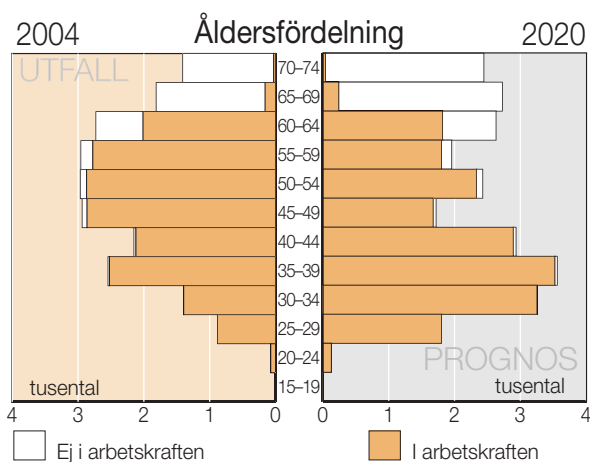 2004 Åldersfördelning 2020
UTFALL
70–74
65–69
60–64
55–59
50–54
45–49
40–44
35–39
30–34
25–29
20–24
15–19
PROGNOS
tusental tusental
4 3 2 1 0 0 1 2 3 4
Ej i arbetskraften I arbetskraften